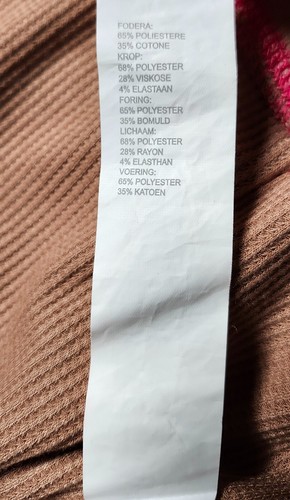 FODERA:
65% POLIESTERE
35% COTONE
KROP:
68% POLYESTER
28% VISKOSE
4% ELASTAAN
FORING:
65% POLYESTER
35% BOMULD
LICHAAM:
68% POLYESTER
28% RAYON
4% ELASTHAN
VOERING:
65% POLYESTER
35% KATOEN